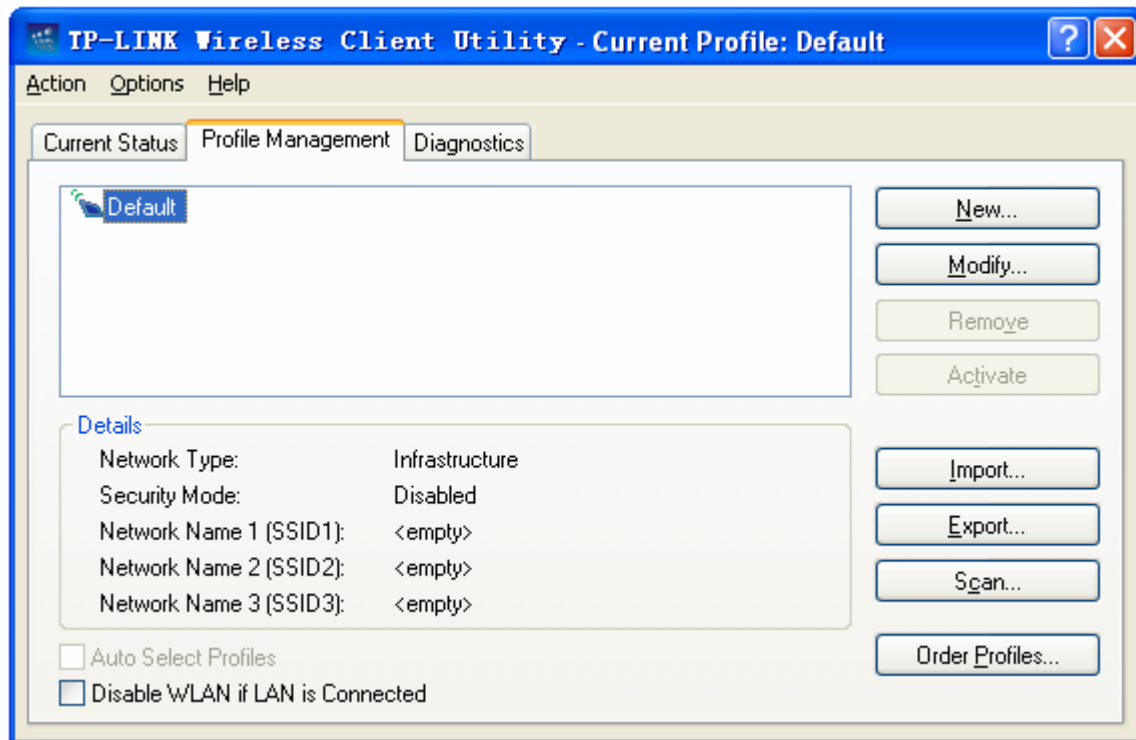 TP-LINK Wireless Client Utility - Current Profile: Default
Action Options Help
Current Status Profile Management Diagnostics
Default
New...
Modify...
Remove
Activate
Details
Network Type: Infrastructure
Security Mode: Disabled
Network Name 1 (SSID1): <empty>
Network Name 2 (SSID2): <empty>
Network Name 3 (SSID3): <empty>
Import...
Export...
Scan...
Order Profiles...
Auto Select Profiles
Disable WLAN if LAN is Connected